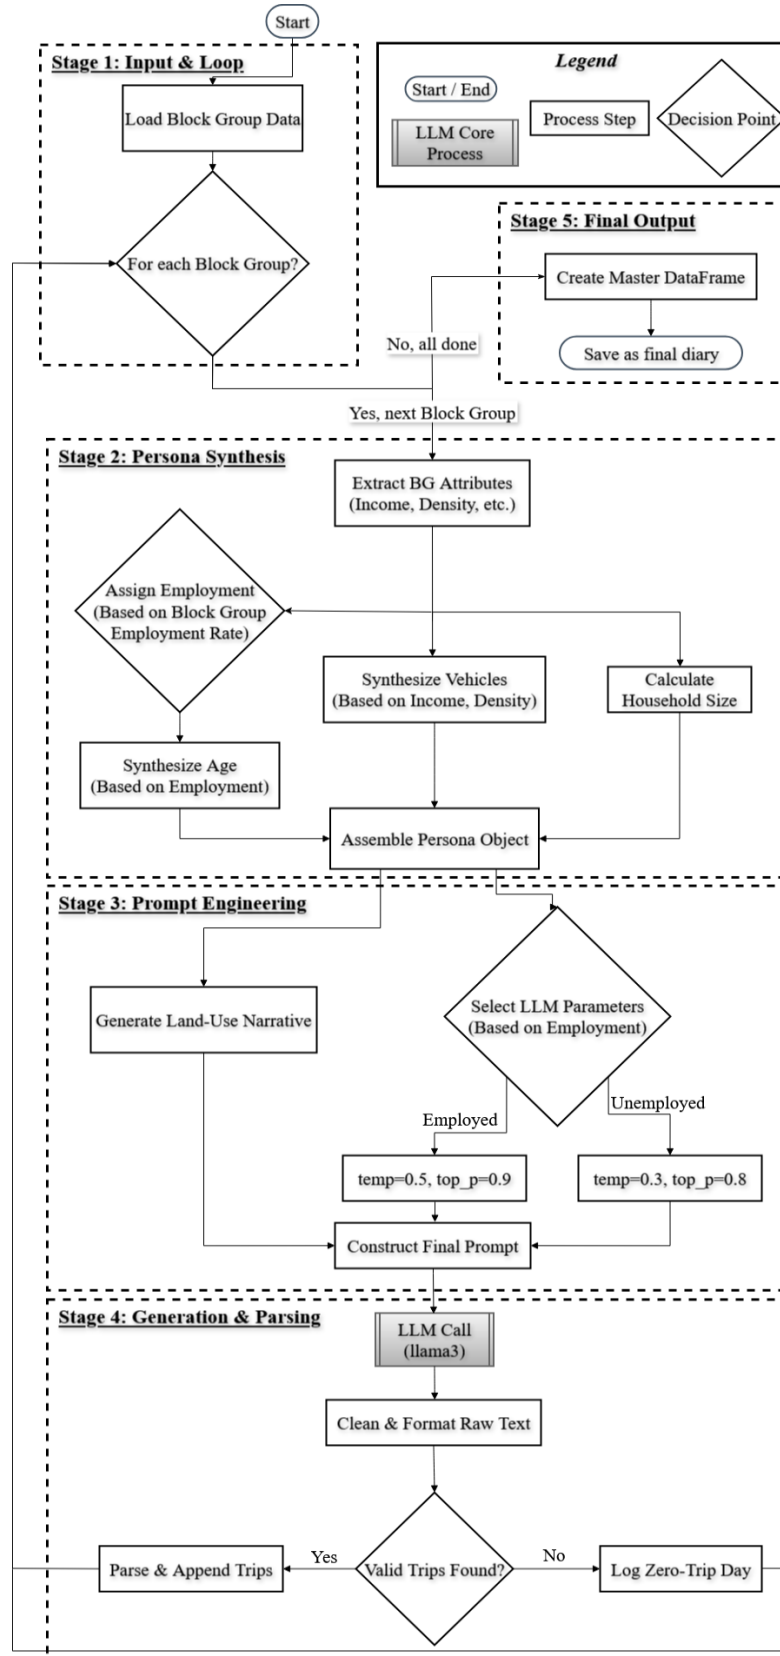 Start
Stage 1: Input & Loop
Load Block Group Data
For each Block Group?
Legend
Start / End
LLM Core
Process
Process Step
Decision Point
Stage 5: Final Output
Create Master DataFrame
Save as final diary
No, all done
Yes, next Block Group
Stage 2: Persona Synthesis
Extract BG Attributes
(Income, Density, etc.)
Assign Employment
(Based on Block Group
Employment Rate)
Synthesize Vehicles
(Based on Income, Density)
Calculate
Household Size
Synthesize Age
(Based on Employment)
Assemble Persona Object
Stage 3: Prompt Engineering
Generate Land-Use Narrative
Select LLM Parameters
(Based on Employment)
Employed
Unemployed
temp=0.5, top_p=0.9
temp=0.3, top_p=0.8
Construct Final Prompt
Stage 4: Generation & Parsing
LLM Call
(llama3)
Clean & Format Raw Text
Valid Trips Found?
Yes
No
Parse & Append Trips
Log Zero-Trip Day